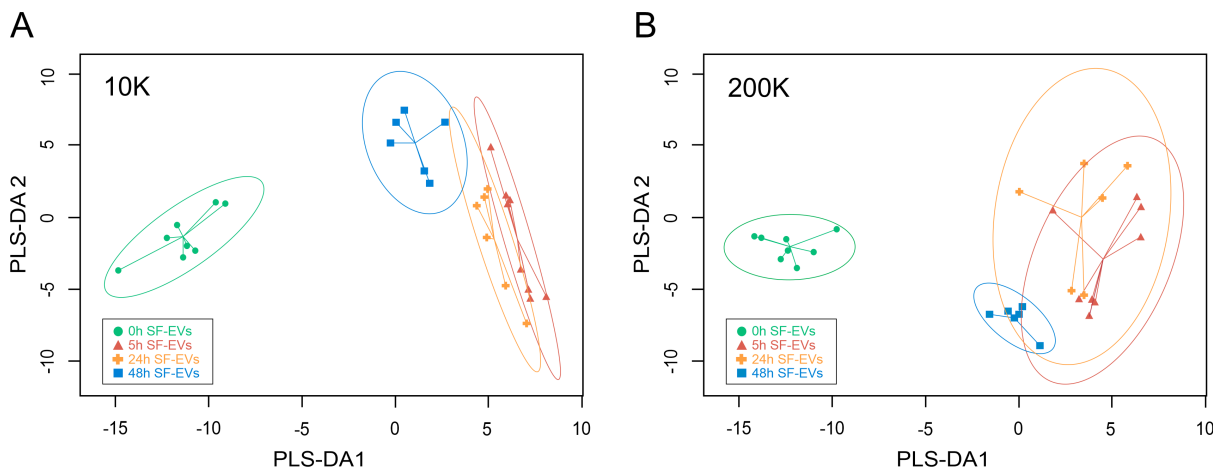 A
10K
10
5
0
-5
-10
PLS-DA 2
0h SF-EVs
5h SF-EVs
24h SF-EVs
48h SF-EVs
-15 -10 -5 0 5 10
PLS-DA1
B
200K
10
5
0
-5
-10
PLS-DA 2
0h SF-EVs
5h SF-EVs
24h SF-EVs
48h SF-EVs
-15 -10 -5 0 5 10
PLS-DA1